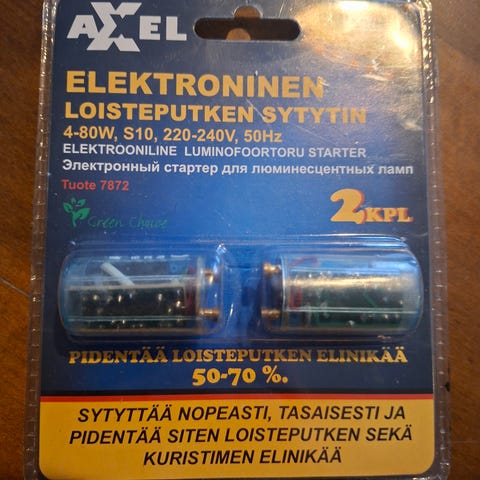 AXXEL
ELEKTRONINEN
LOISTEPUTKEN SYTYTIN
4-80W, S10, 220-240V, 50Hz
ELEKTROONILINE LUMINOFOORTORU STARTER
Электронный стартер для люминесцентных ламп
Tuote 7872
Green Choice
2 KPL
PIDENTÄÄ LOISTEPUTKEN ELINIKÄÄ
50-70 %.
SYTYTTÄÄ NOPEASTI, TASAISESTI JA
PIDENTÄÄ SITEN LOISTEPUTKEN SEKÄ
KURISTIMEN ELINIKÄÄ